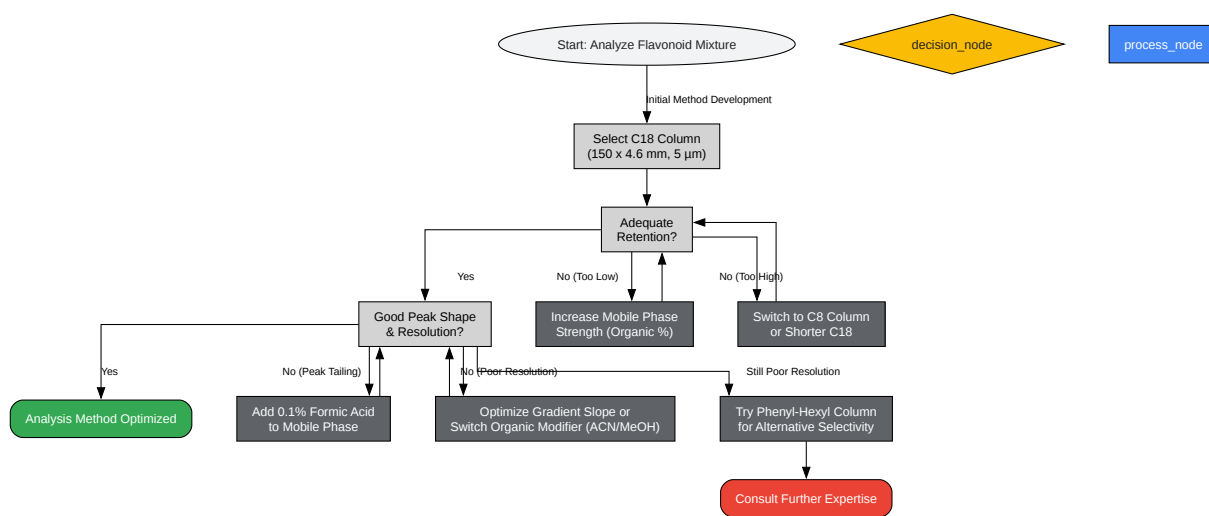 Start: Analyze Flavonoid Mixture
decision_node
process_node
Initial Method Development
Select C18 Column
(150 x 4.6 mm, 5 µm)
Adequate
Retention?
Yes
No (Too Low)
No (Too High)
Good Peak Shape
& Resolution?
Increase Mobile Phase
Strength (Organic %)
Switch to C8 Column
or Shorter C18
Yes
No (Peak Tailing)
No (Poor Resolution)
Still Poor Resolution
Analysis Method Optimized
Add 0.1% Formic Acid
to Mobile Phase
Optimize Gradient Slope or
Switch Organic Modifier (ACN/MeOH)
Try Phenyl-Hexyl Column
for Alternative Selectivity
Consult Further Expertise